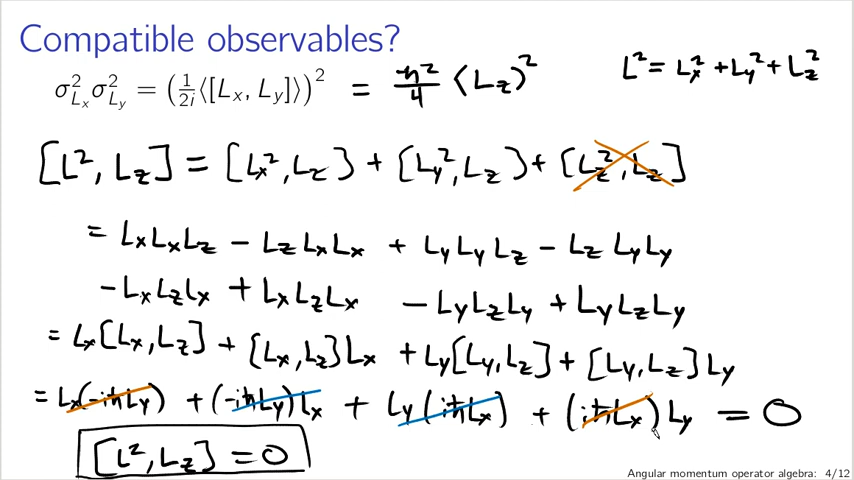 Compatible observables?
σ²_{L_x} σ²_{L_y} = (1/2i ⟨[L_x, L_y]⟩)² = ħ²/4 ⟨L_z⟩²
L² = L_x² + L_y² + L_z²
[L², L_z] = [L_x², L_z] + [L_y², L_z] + [L_z², L_z]
= L_x L_x L_z − L_z L_x L_x + L_y L_y L_z − L_z L_y L_y
− L_x L_z L_x + L_x L_z L_x − L_y L_z L_y + L_y L_z L_y
= L_x [L_x, L_z] + [L_x, L_z] L_x + L_y [L_y, L_z] + [L_y, L_z] L_y
= L_x (−iħL_y) + (−iħL_y) L_x + L_y (iħL_x) + (iħL_x) L_y = 0
[L², L_z] = 0
Angular momentum operator algebra: 4/12